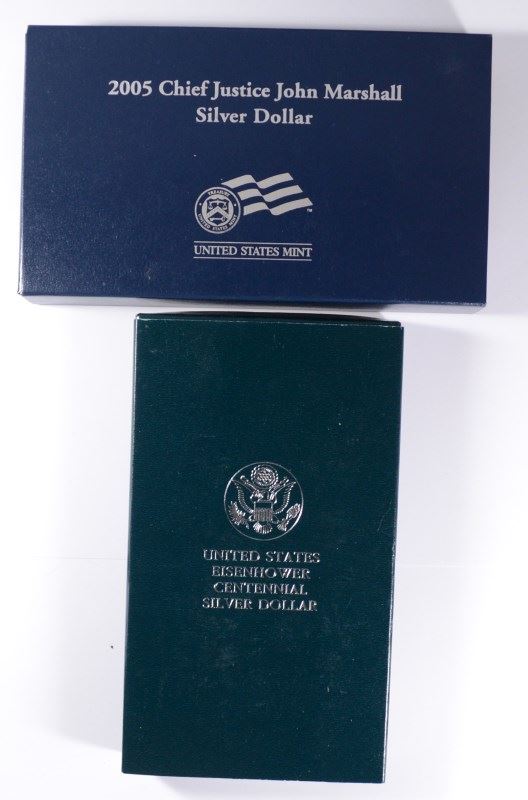 2005 Chief Justice John Marshall
Silver Dollar
UNITED STATES MINT
UNITED STATES
EISENHOWER
CENTENNIAL
SILVER DOLLAR